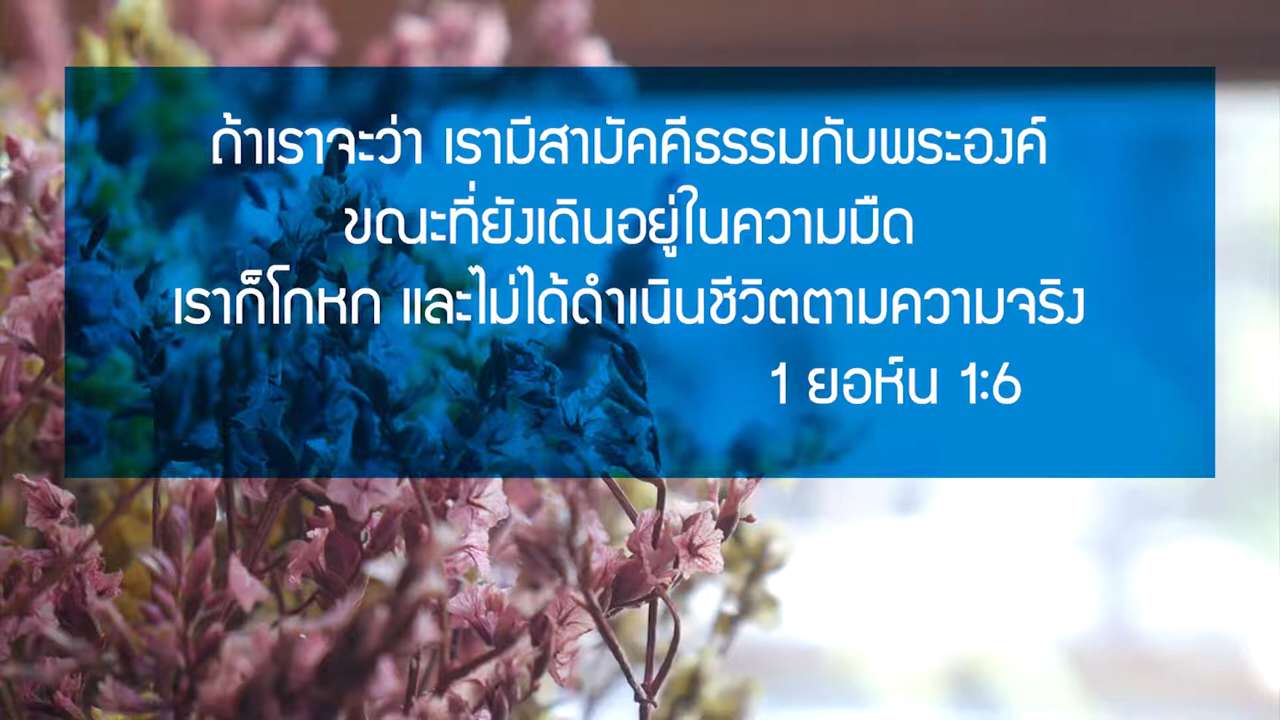 ถ้าเราจะว่า เรามีสามัคคีธรรมกับพระองค์
ขณะที่ยังเดินอยู่ในความมืด
เราก็โกหก และไม่ได้ดำเนินชีวิตตามความจริง
1 ยอห์น 1:6